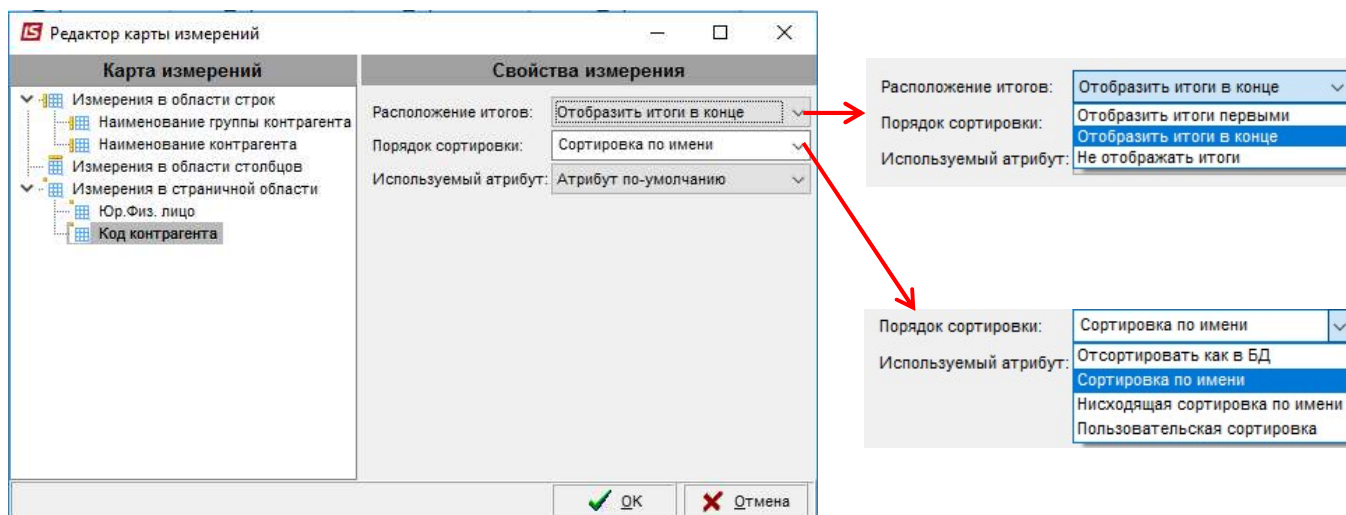 Редактор карты измерений
Карта измерений
Измерения в области строк
Наименование группы контрагента
Наименование контрагента
Измерения в области столбцов
Измерения в страничной области
Юр.Физ. лицо
Код контрагента
Свойства измерения
Расположение итогов: Отобразить итоги в конце
Порядок сортировки: Сортировка по имени
Используемый атрибут: Атрибут по-умолчанию
OK
Отмена
Расположение итогов: Отобразить итоги в конце
Отобразить итоги первыми
Порядок сортировки:
Отобразить итоги в конце
Используемый атрибут: Не отображать итоги
Порядок сортировки: Сортировка по имени
Используемый атрибут: Отсортировать как в БД
Сортировка по имени
Нисходящая сортировка по имени
Пользовательская сортировка